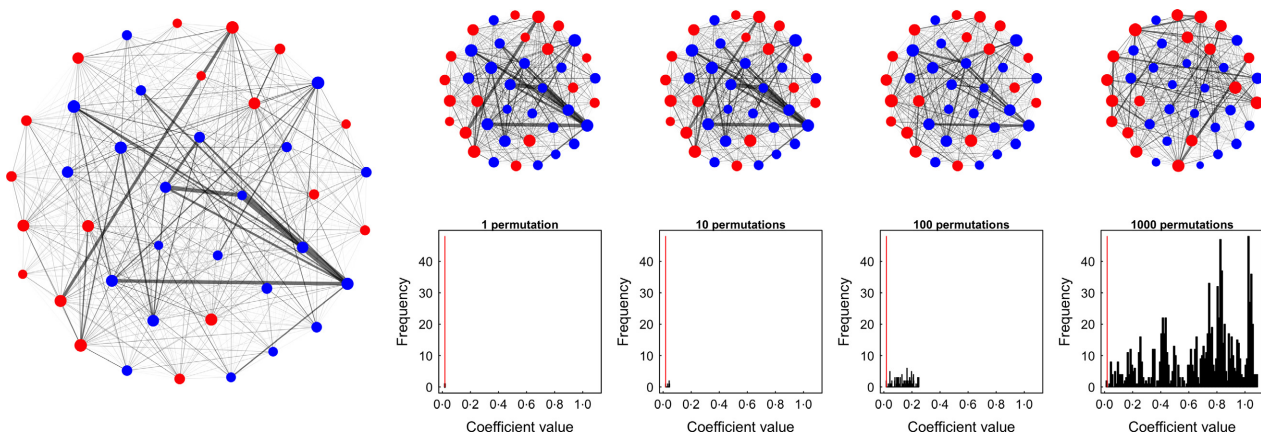 1 permutation
10 permutations
100 permutations
1000 permutations
Frequency
40
30
20
10
0
0·0 0·2 0·4 0·6 0·8 1·0
Coefficient value
Frequency
40
30
20
10
0
0·0 0·2 0·4 0·6 0·8 1·0
Coefficient value
Frequency
40
30
20
10
0
0·0 0·2 0·4 0·6 0·8 1·0
Coefficient value
Frequency
40
30
20
10
0
0·0 0·2 0·4 0·6 0·8 1·0
Coefficient value